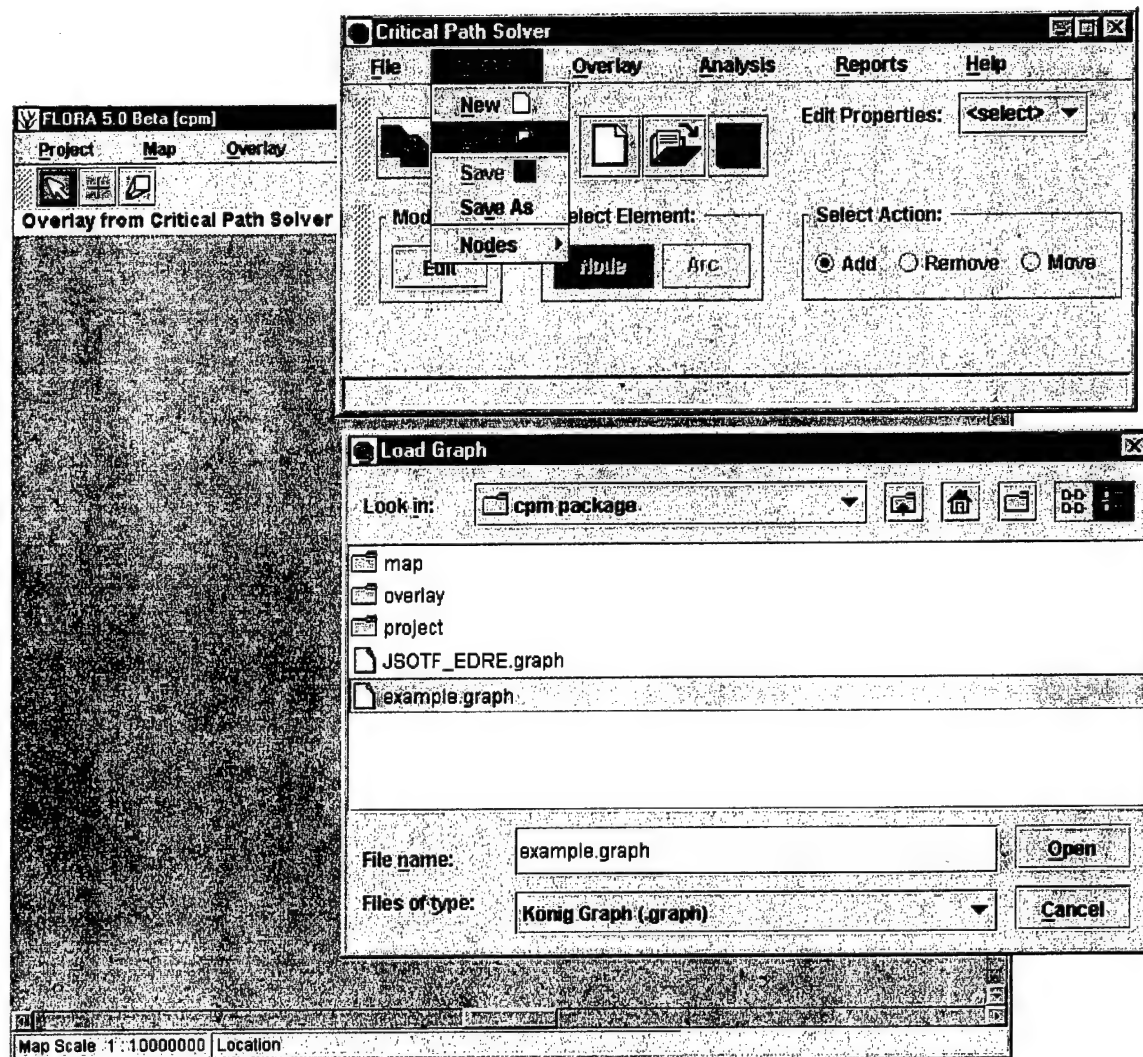 Critical Path Solver
File Overlay Analysis Reports Help
New
Save
Save As
Nodes
Edit Properties: <select>
Select Action:
Edit Node Arc
Add Remove Move
FLORA 5.0 Beta [cpm]
Project Map Overlay
Overlay from Critical Path Solver
Load Graph
Look in: cpm package
map
overlay
project
JSOTF_EDRE.graph
example.graph
File name: example.graph Open
Files of type: König Graph (.graph) Cancel
Map Scale 1 : 10000000 Location